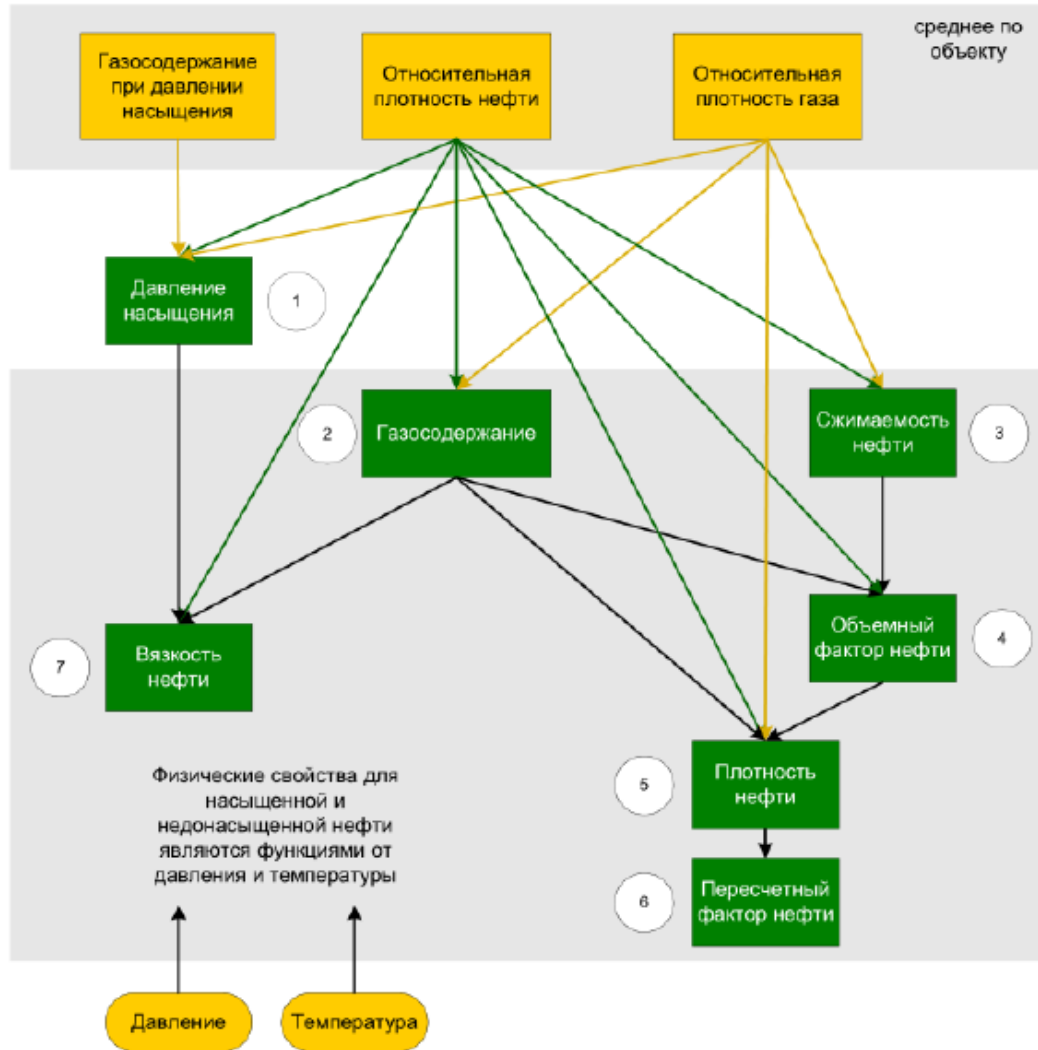 среднее по
объекту
Газосодержание
при давлении
насыщения
Относительная
плотность нефти
Относительная
плотность газа
Давление
насыщения
1
2
Газосодержание
Сжимаемость
нефти
3
7
Вязкость
нефти
Объемный
фактор нефти
4
5
Плотность
нефти
Физические свойства для
насыщенной и
недонасыщенной нефти
являются функциями от
давления и температуры
6
Пересчетный
фактор нефти
Давление
Температура